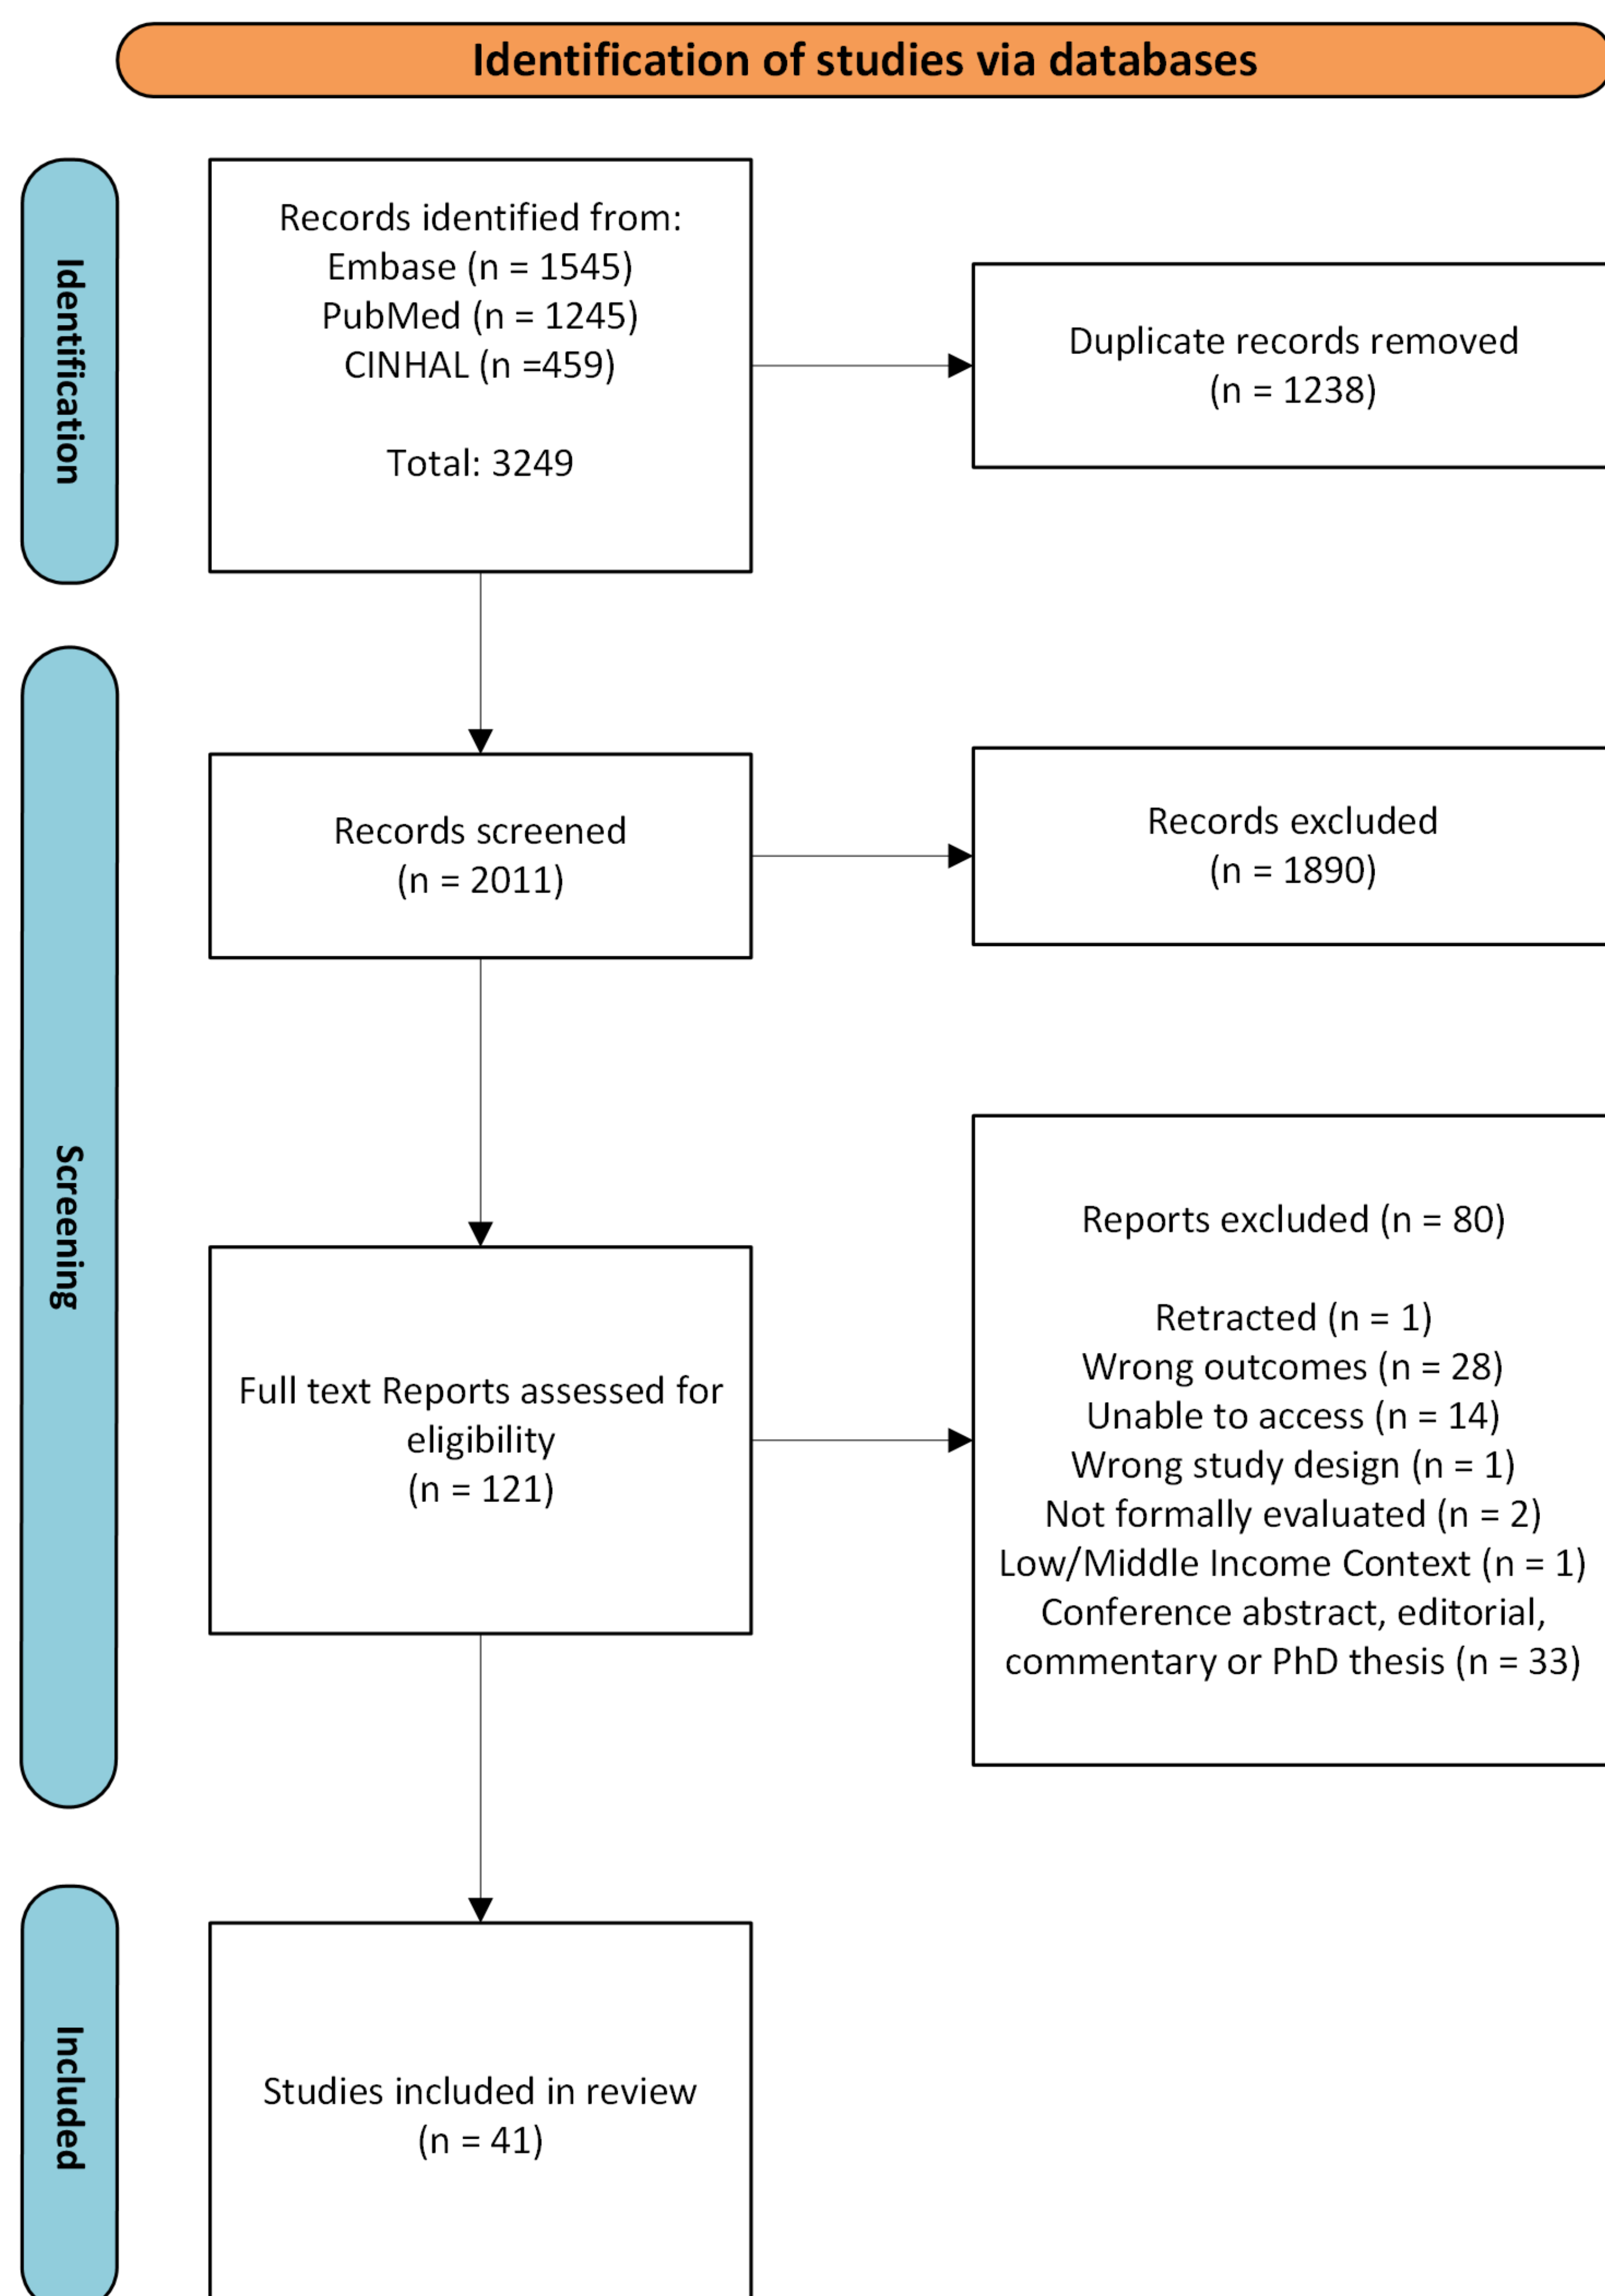 Identification of studies via databases
Identification
Records identified from:
Embase (n = 1545)
PubMed (n = 1245)
CINHAL (n =459)
Total: 3249
Duplicate records removed
(n = 1238)
Screening
Records screened
(n = 2011)
Records excluded
(n = 1890)
Full text Reports assessed for
eligibility
(n = 121)
Reports excluded (n = 80)
Retracted (n = 1)
Wrong outcomes (n = 28)
Unable to access (n = 14)
Wrong study design (n = 1)
Not formally evaluated (n = 2)
Low/Middle Income Context (n = 1)
Conference abstract, editorial,
commentary or PhD thesis (n = 33)
Included
Studies included in review
(n = 41)